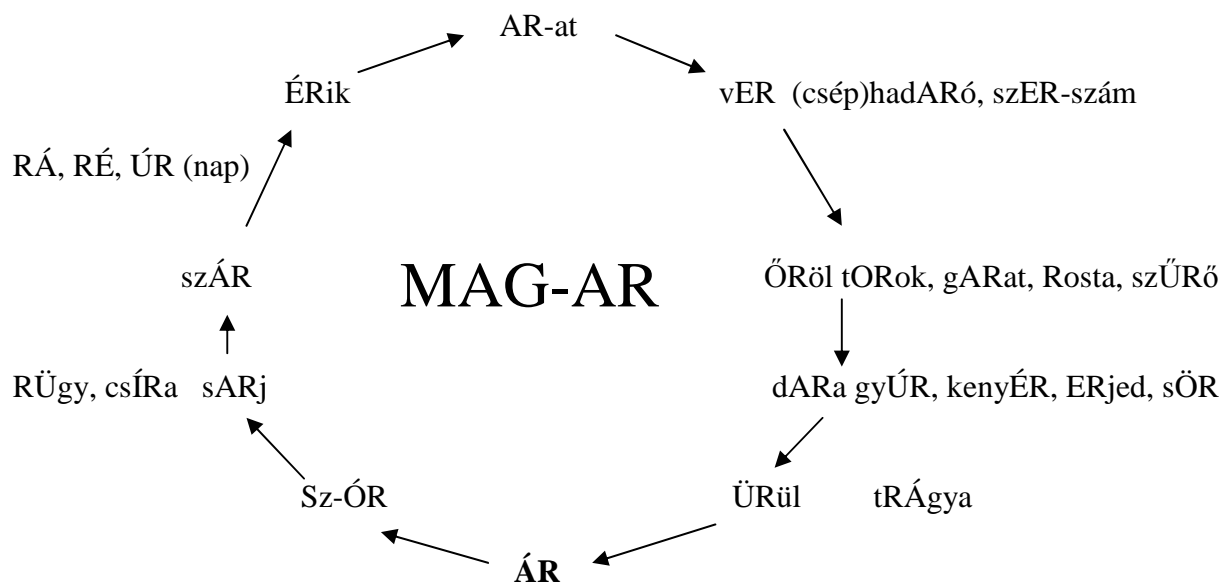 AR-at
ÉRik vER (csép)hadARó, szER-szám
RÁ, RÉ, ÚR (nap)
szÁR MAG-AR ŐRöl tORok, gARat, Rosta, szŰRő
RÜgy, csÍRa sARj dARa gyÚR, kenyÉR, ERjed, sÖR
Sz-ÓR ÜRül tRÁgya
ÁR